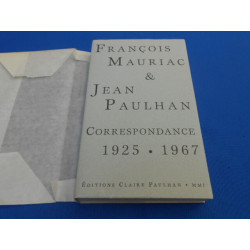 FRANÇOIS
MAURIAC
&
JEAN
PAULHAN
CORRESPONDANCE
1925 • 1967
ÉDITIONS CLAIRE PAULHAN • MMI